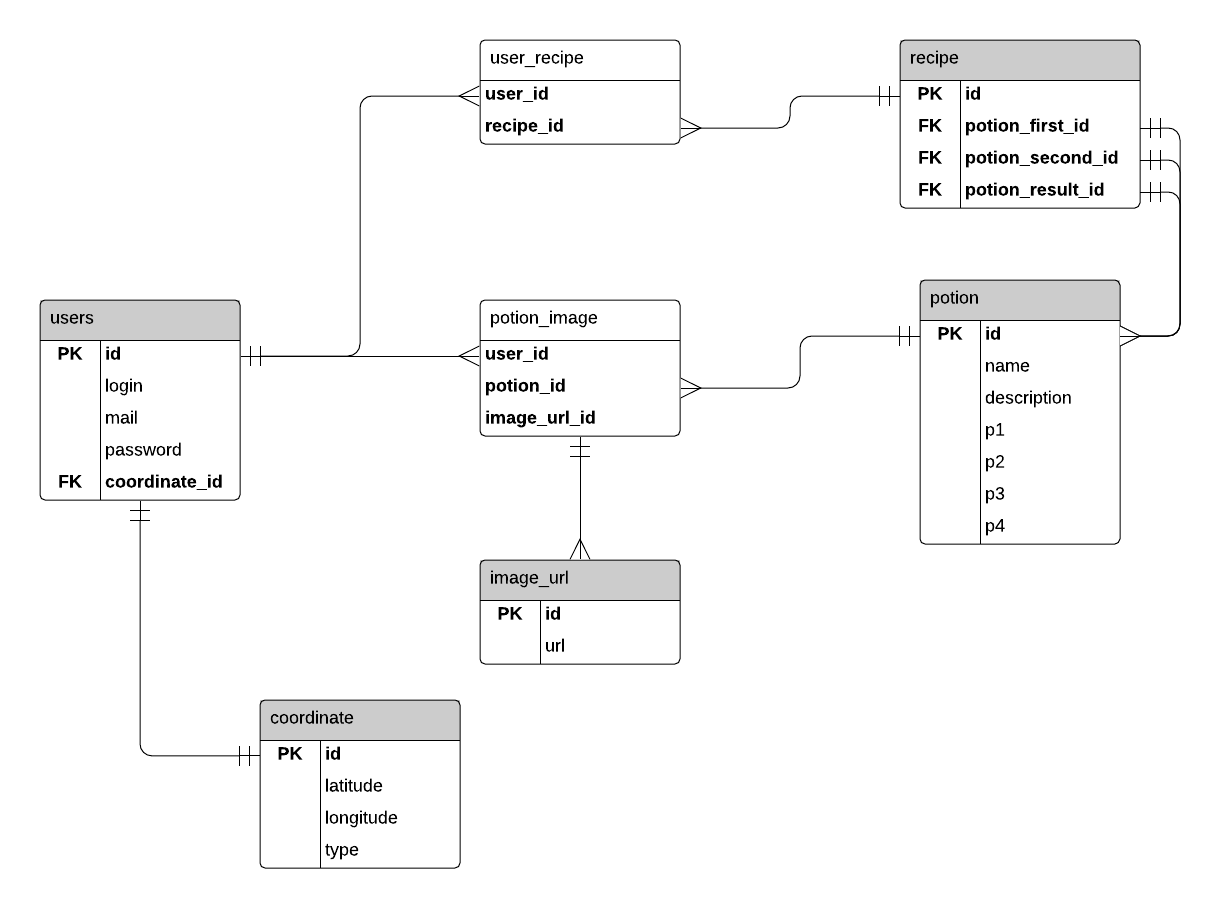 user_recipe
user_id
recipe_id
recipe
PK id
FK potion_first_id
FK potion_second_id
FK potion_result_id
users
PK id
login
mail
password
FK coordinate_id
potion_image
user_id
potion_id
image_url_id
potion
PK id
name
description
p1
p2
p3
p4
image_url
PK id
url
coordinate
PK id
latitude
longitude
type